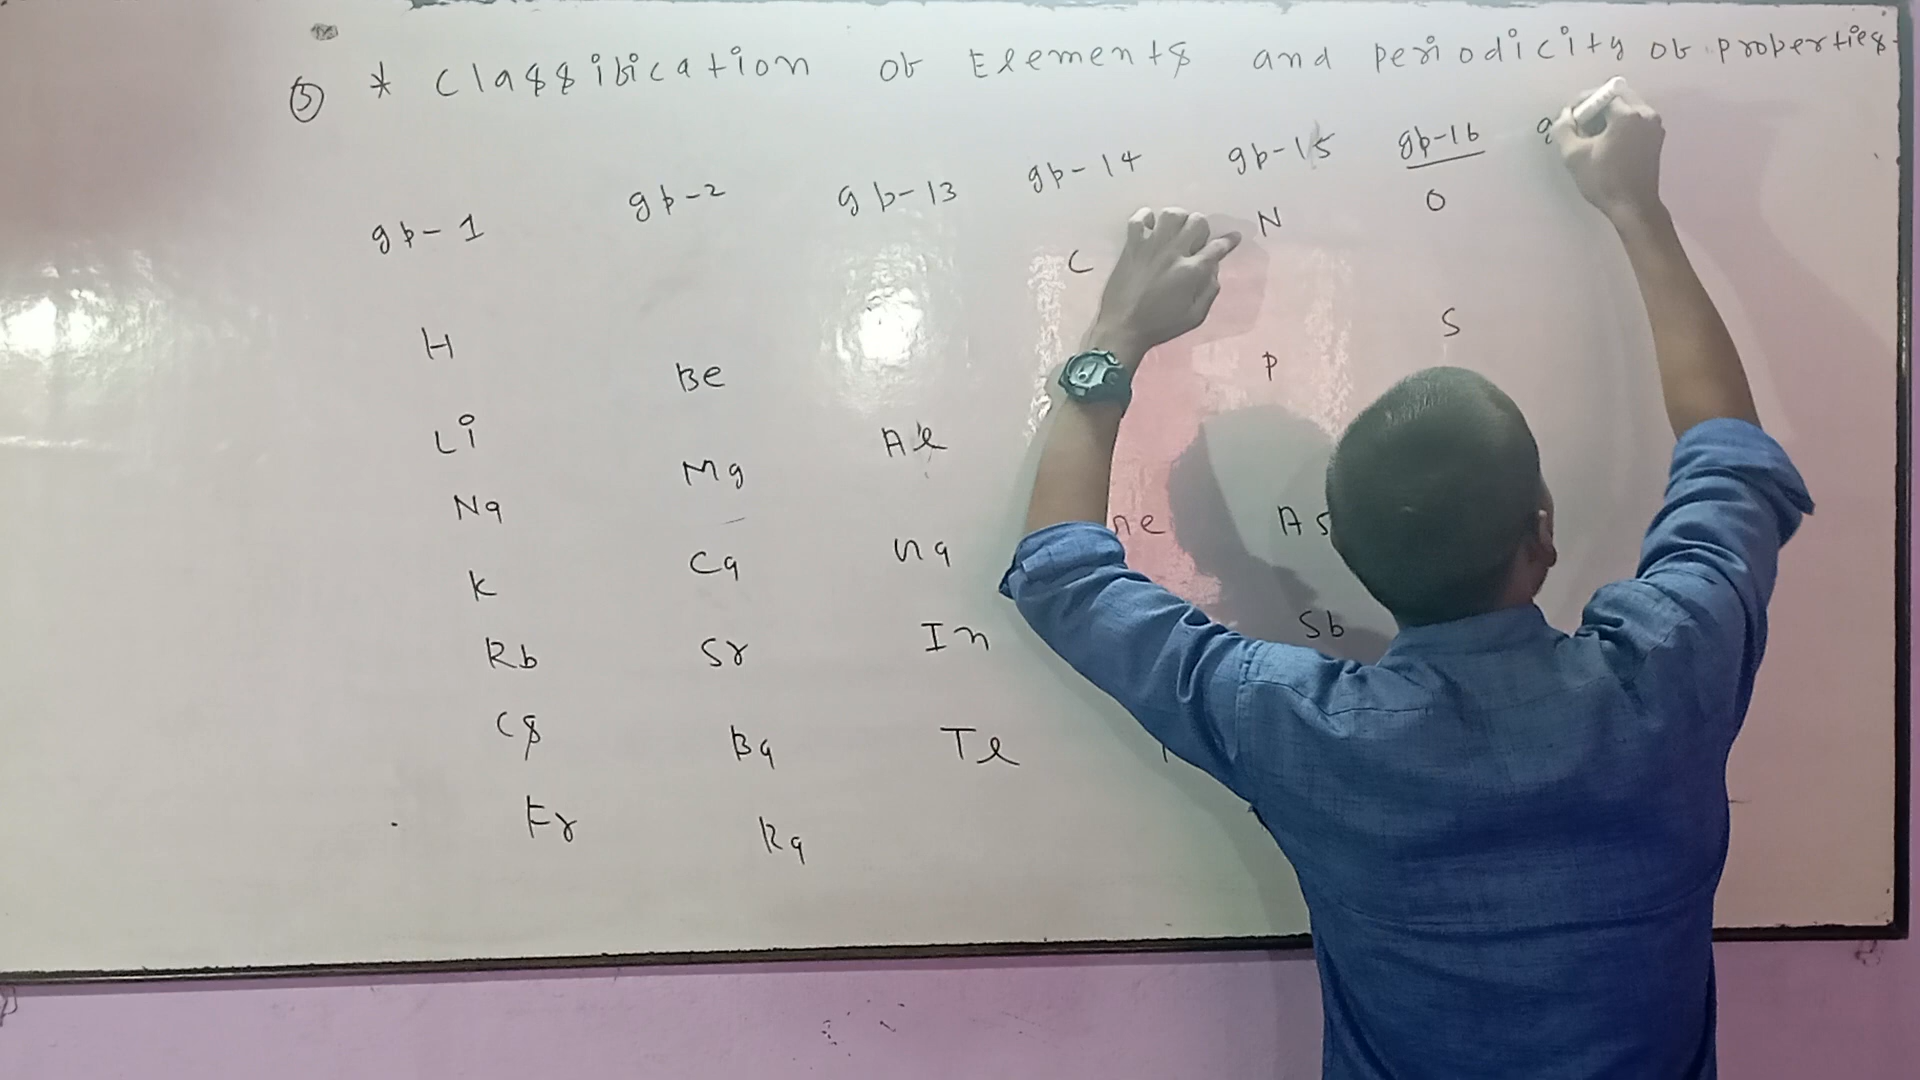 ⑤ * Classification of Elements and periodicity of properties
gp-1 gp-2 gp-13 gp-14 gp-15 gp-16 g
H
Li
Na
K
Rb
Cs
Fr
Be
Mg
Ca
Sr
Ba
Ra
Al
Ga
In
Tl
C
N
P
As
Sb
O
S